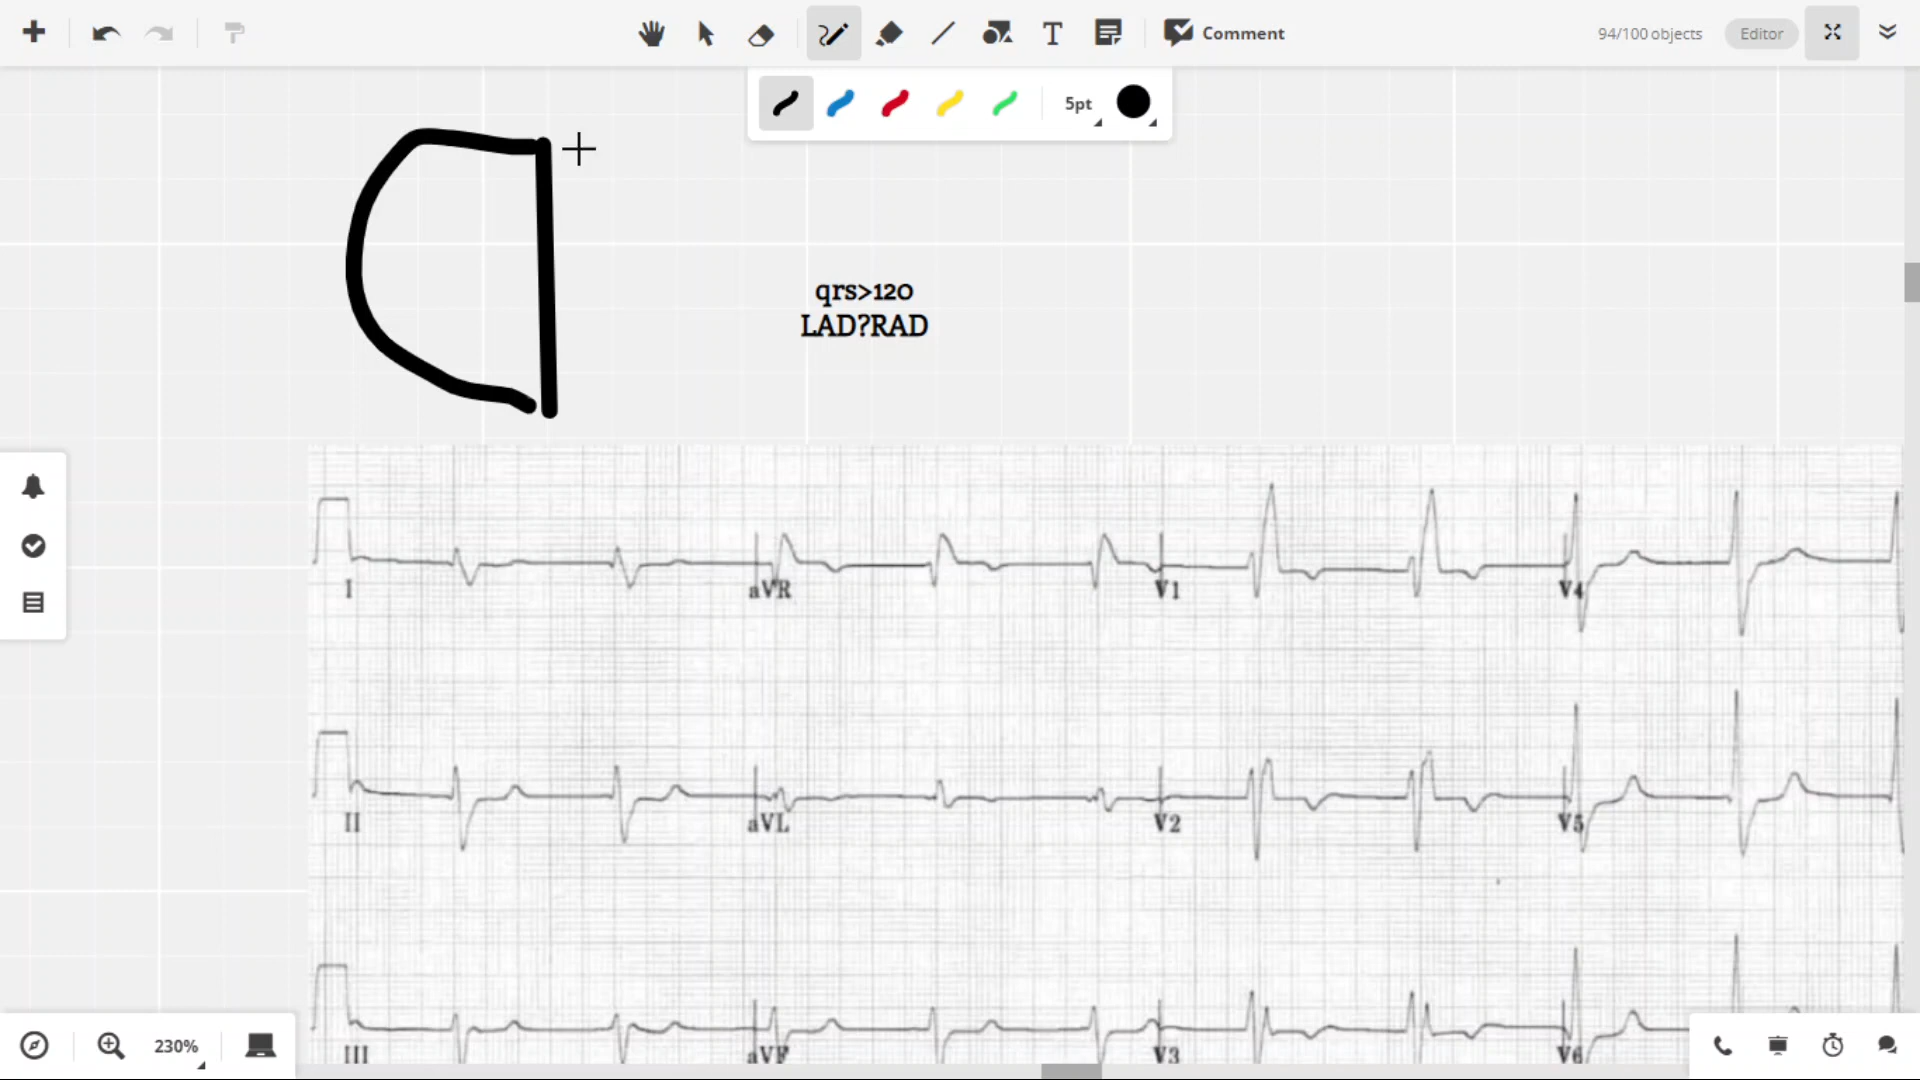 Comment
94/100 objects
Editor
5pt
qrs>120
LAD?RAD
I
aVR
V1
V4
II
aVL
V2
V5
III
aVF
V3
V6
230%